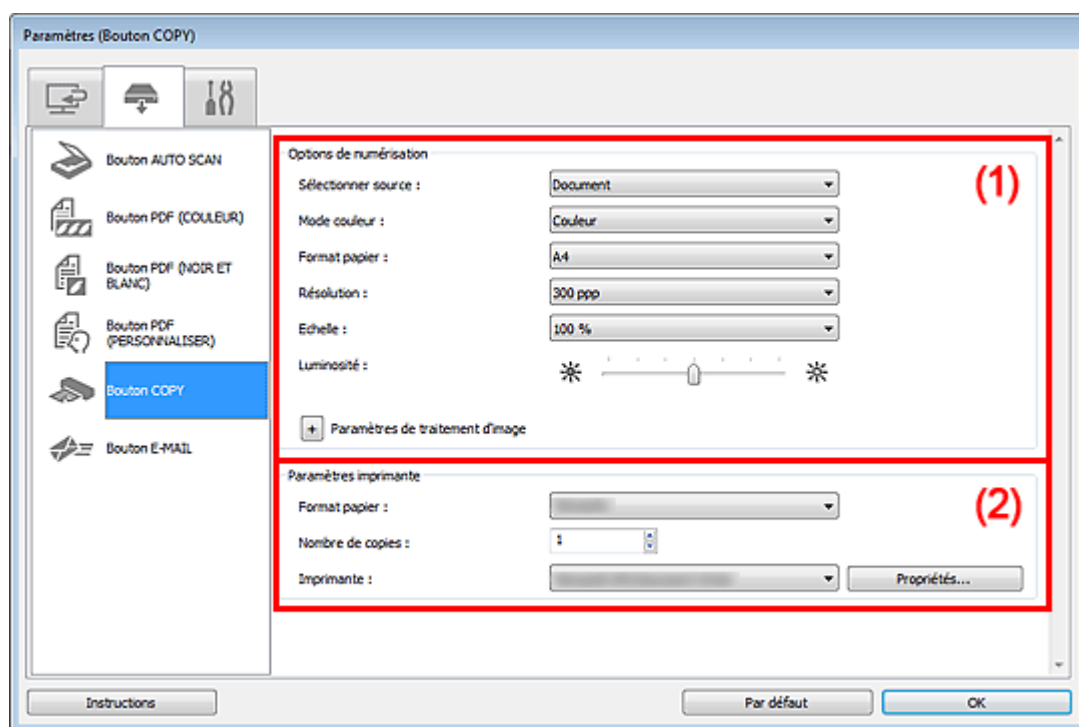 Paramètres (Bouton COPY)
Bouton AUTO SCAN
Bouton PDF (COULEUR)
Bouton PDF (NOIR ET
BLANC)
Bouton PDF
(PERSONNALISER)
Bouton COPY
Bouton E-MAIL
Options de numérisation
(1)
Sélectionner source : Document
Mode couleur : Couleur
Format papier : A4
Résolution : 300 ppp
Echelle : 100 %
Luminosité :
+ Paramètres de traitement d'image
Paramètres imprimante
(2)
Format papier :
Nombre de copies : 1
Imprimante : Propriétés...
Instructions Par défaut OK